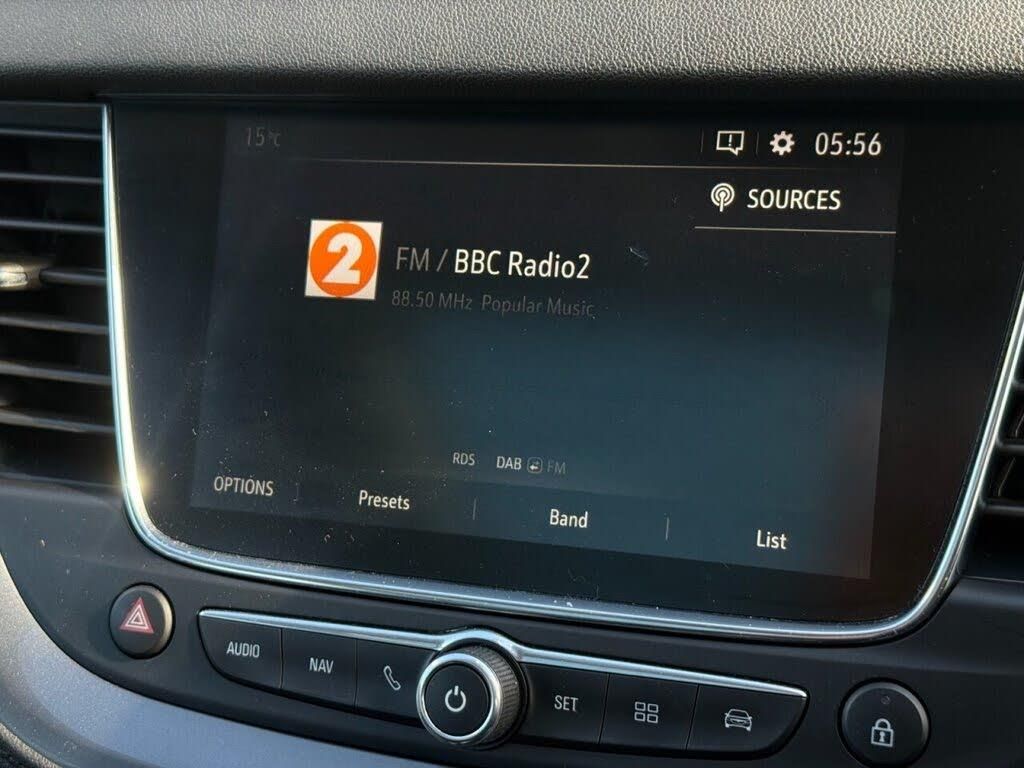 15°C
05:56
SOURCES
2
FM / BBC Radio2
88.50 MHz Popular Music
RDS DAB FM
OPTIONS Presets Band List
AUDIO NAV SET